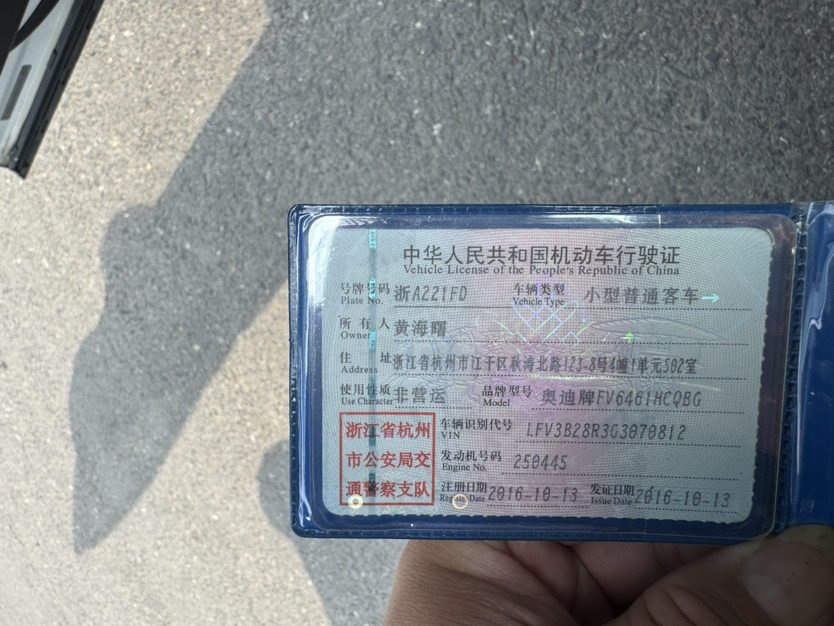 中华人民共和国机动车行驶证
Vehicle License of the People's Republic of China
号牌号码 浙A221FD 车辆类型 小型普通客车
Plate No. Vehicle Type
所有人 黄海曙
Owner
住址 浙江省杭州市江干区秋涛北路123-8号4幢1单元502室
Address
使用性质 非营运 品牌型号 奥迪牌FV6461HCQBG
Use Character Model
浙江省杭州
市公安局交
通警察支队
车辆识别代号 LFV3B28R3G3070812
VIN
发动机号码 250445
Engine No.
注册日期 2016-10-13 发证日期 2016-10-13
Register Date Issue Date